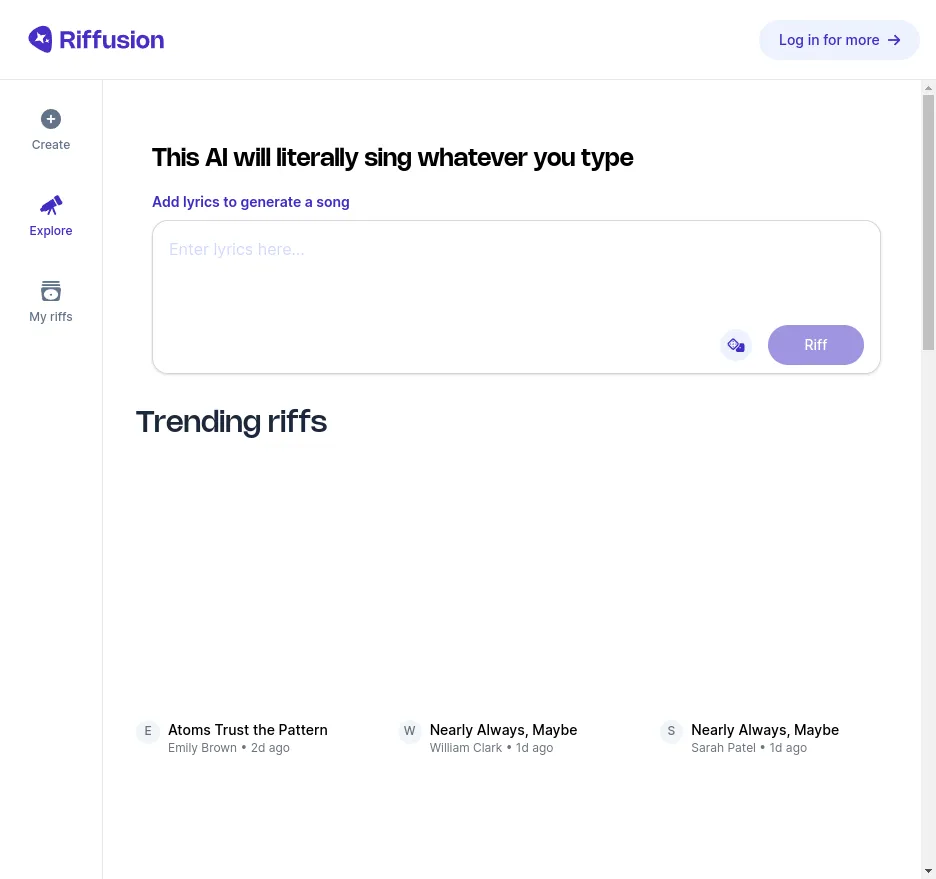 Riffusion
Log in for more
Create
Explore
My riffs
This AI will literally sing whatever you type
Add lyrics to generate a song
Enter lyrics here...
Riff
Trending riffs
E
Atoms Trust the Pattern
Emily Brown • 2d ago
W
Nearly Always, Maybe
William Clark • 1d ago
S
Nearly Always, Maybe
Sarah Patel • 1d ago